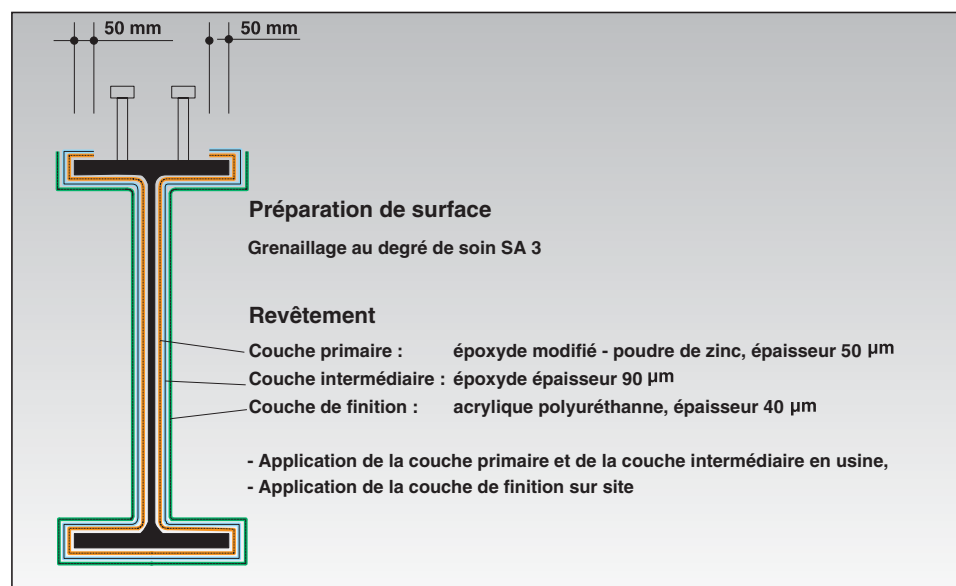 50 mm
50 mm
Préparation de surface
Grenaillage au degré de soin SA 3
Revêtement
Couche primaire : époxyde modifié - poudre de zinc, épaisseur 50 µm
Couche intermédiaire : époxyde épaisseur 90 µm
Couche de finition : acrylique polyuréthanne, épaisseur 40 µm
- Application de la couche primaire et de la couche intermédiaire en usine,
- Application de la couche de finition sur site